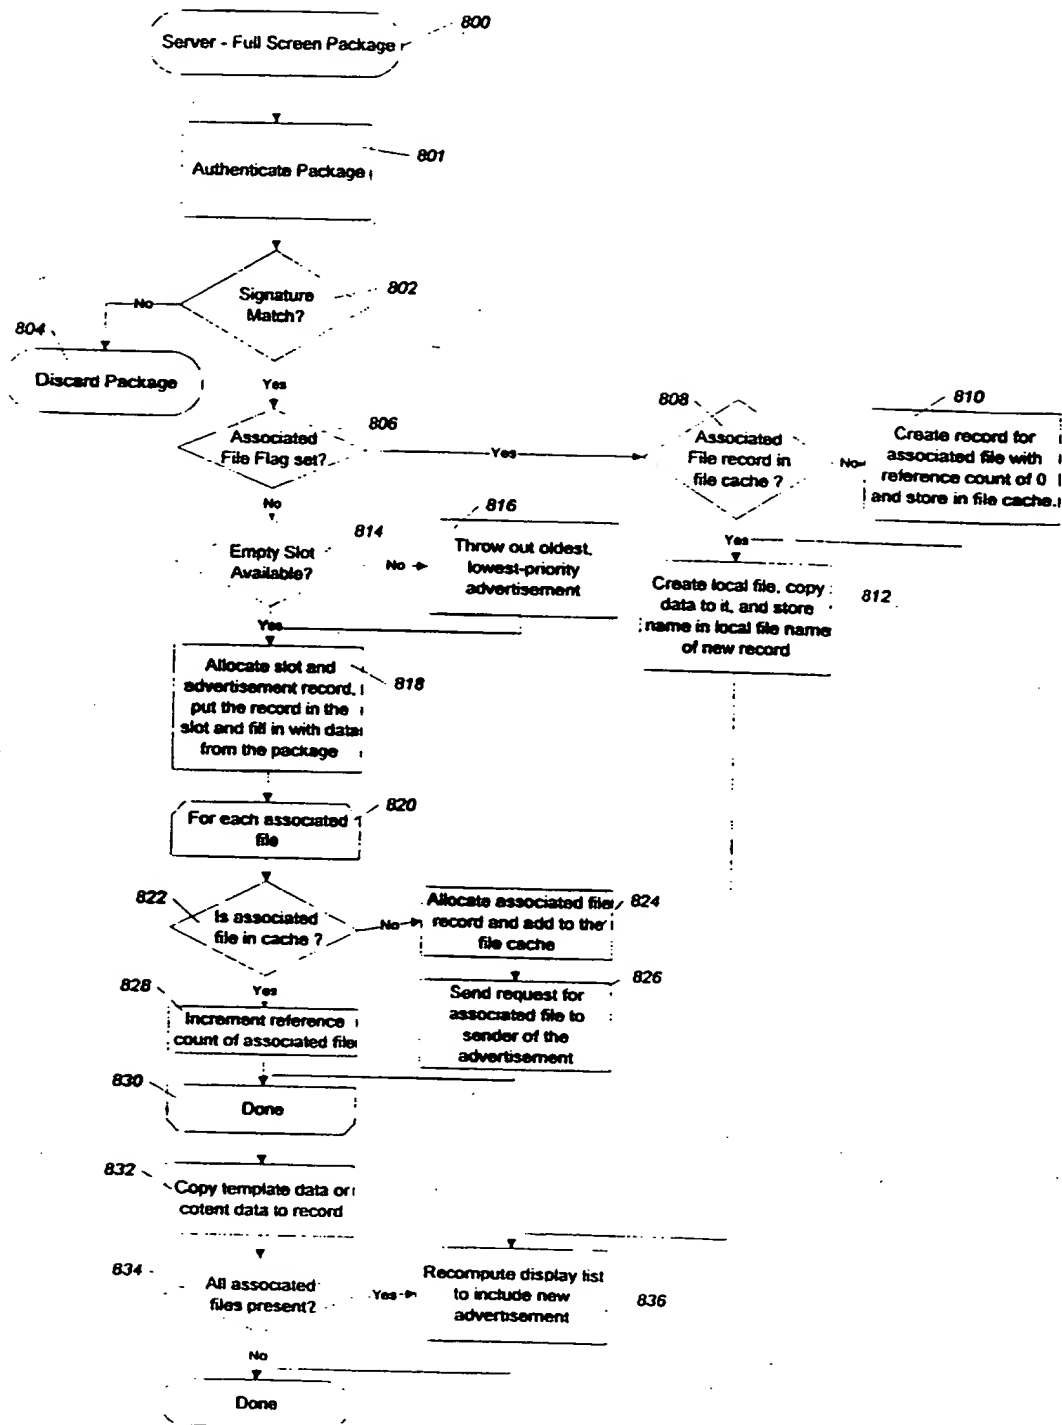 800
Server - Full Screen Package
801
Authenticate Package
802
Signature
Match?
No
804
Discard Package
Yes
806
Associated
File Flag set?
Yes
808
Associated
File record in
file cache ?
No
810
Create record for
associated file with
reference count of 0
and store in file cache.
No
814
Empty Slot
Available?
No
816
Throw out oldest,
lowest-priority
advertisement
Yes
Create local file, copy
data to it, and store
name in local file name
of new record
812
Yes
Allocate slot and
advertisement record,
put the record in the
slot and fill in with data
from the package
818
820
For each associated
file
822
Is associated
file in cache ?
No
Allocate associated file
record and add to the
file cache
824
826
Send request for
associated file to
sender of the
advertisement
Yes
828
Increment reference
count of associated file
830
Done
832
Copy template data or
cotent data to record
834
All associated
files present?
Yes
Recompute display list
to include new
advertisement
836
No
Done